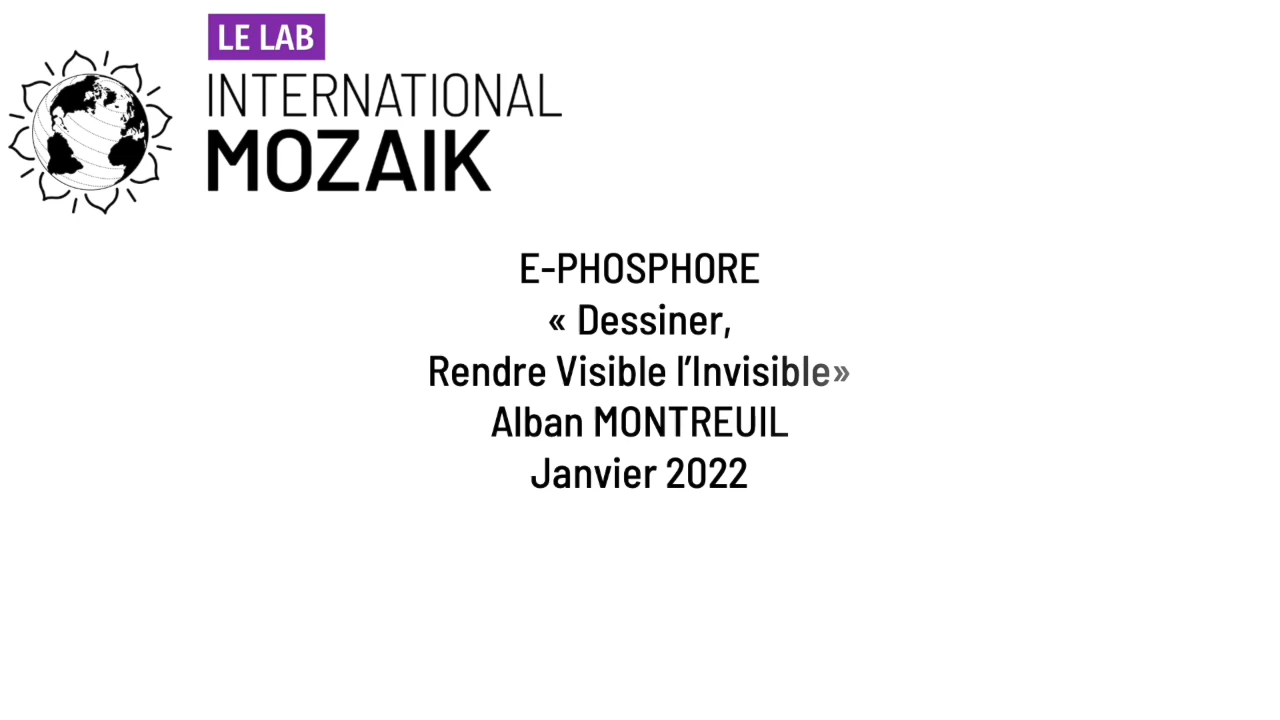 LE LAB
INTERNATIONAL
MOZAIK
E-PHOSPHORE
« Dessiner,
Rendre Visible l’Invisible»
Alban MONTREUIL
Janvier 2022